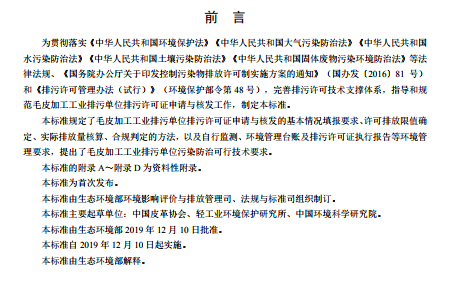 前 言
为贯彻落实《中华人民共和国环境保护法》《中华人民共和国大气污染防治法》《中华人民共和国
水污染防治法》《中华人民共和国土壤污染防治法》《中华人民共和国固体废物污染环境防治法》等法
律法规、《国务院办公厅关于印发控制污染物排放许可制实施方案的通知》（国办发〔2016〕81 号）
和《排污许可管理办法（试行）》（环境保护部令第 48 号），完善排污许可技术支撑体系，指导和规
范毛皮加工工业排污单位排污许可证申请与核发工作，制定本标准。
本标准规定了毛皮加工工业排污单位排污许可证申请与核发的基本情况填报要求、许可排放限值确
定、实际排放量核算、合规判定的方法，以及自行监测、环境管理台账及排污许可证执行报告等环境管
理要求，提出了毛皮加工工业排污单位污染防治可行技术要求。
本标准的附录 A～附录 D 为资料性附录。
本标准为首次发布。
本标准由生态环境部环境影响评价与排放管理司、法规与标准司组织制订。
本标准主要起草单位：中国皮革协会、轻工业环境保护研究所、中国环境科学研究院。
本标准由生态环境部 2019 年 12 月 10 日批准。
本标准自 2019 年 12 月 10 日起实施。
本标准由生态环境部解释。